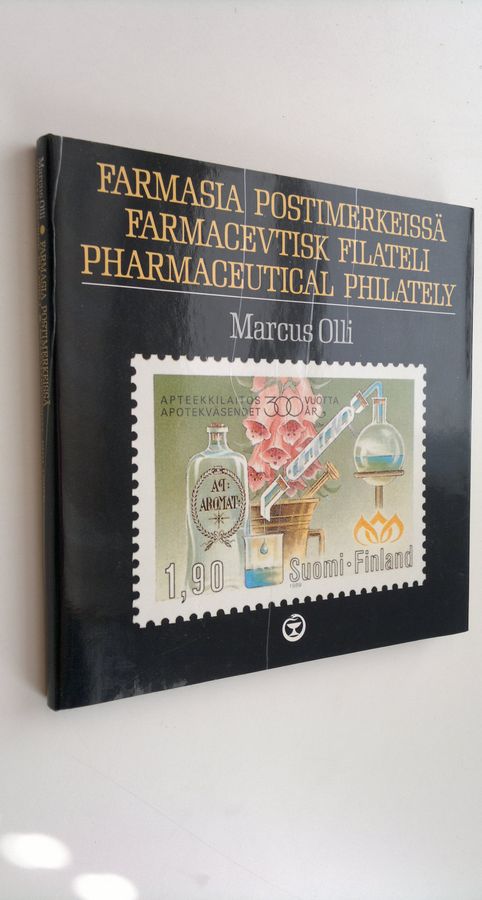 FARMASIA POSTIMERKEISSÄ
FARMACEVTISK FILATELI
PHARMACEUTICAL PHILATELY
Marcus Olli
APTEEKKILAITOS 300 VUOTTA
APOTEKVÄSENDET ÅR
AQ:
AROMAT:
1,90
Suomi·Finland
1989
Marcus Olli • FARMASIA POSTIMERKEISSÄ